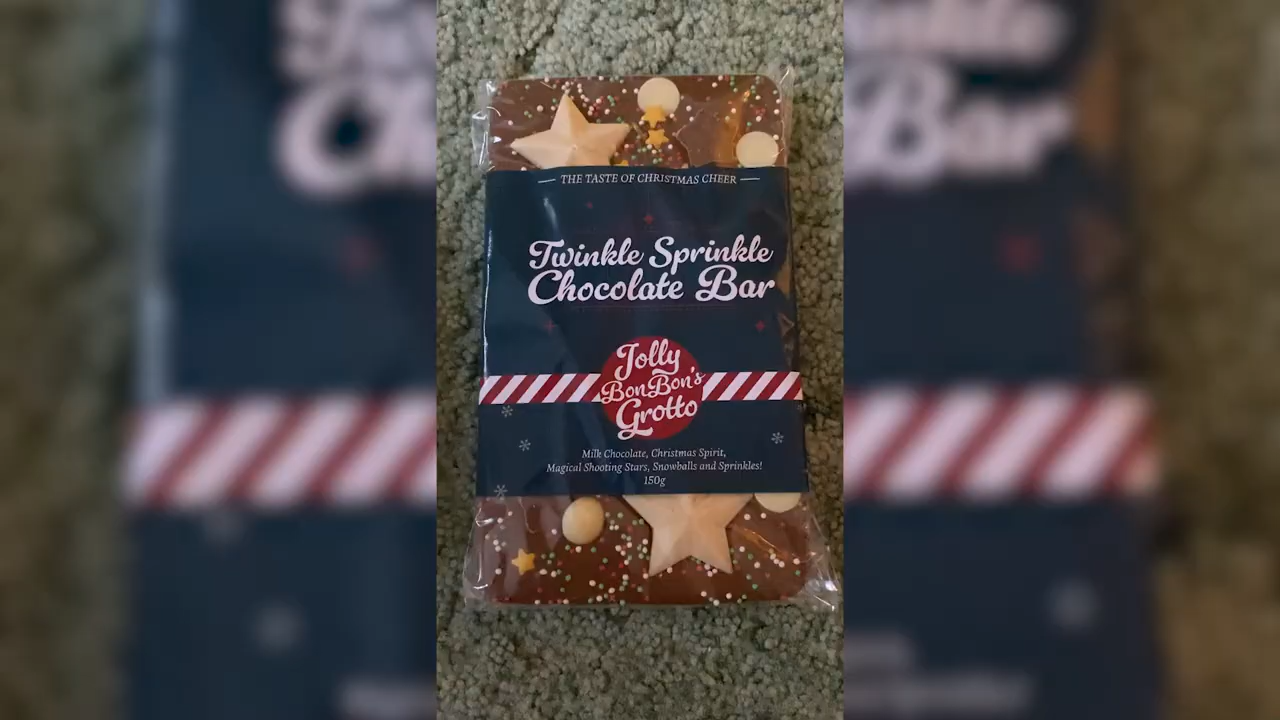 THE TASTE OF CHRISTMAS CHEER
Twinkle Sprinkle
Chocolate Bar
Jolly
BonBon's
Grotto
Milk Chocolate, Christmas Spirit,
Magical Shooting Stars, Snowballs and Sprinkles!
150g